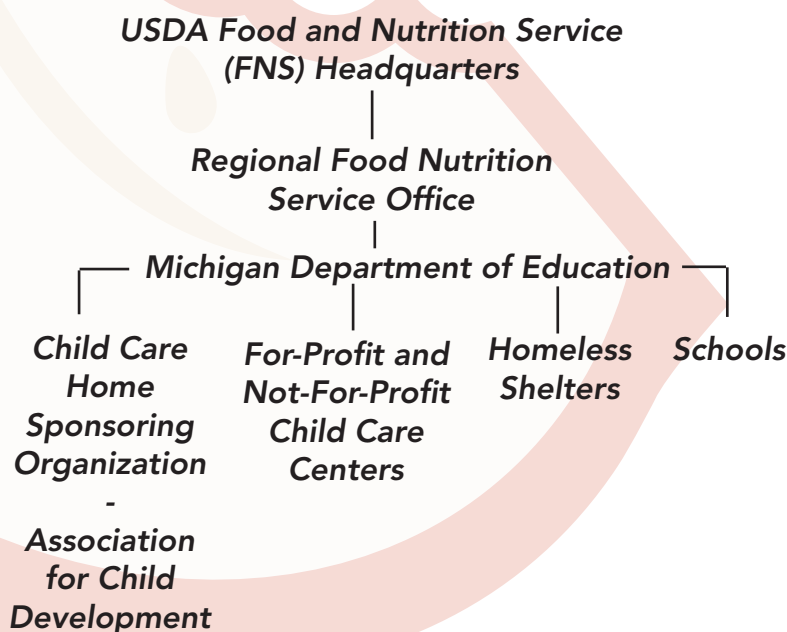 USDA Food and Nutrition Service
(FNS) Headquarters
Regional Food Nutrition
Service Office
Michigan Department of Education
Child Care
Home
Sponsoring
Organization
-
Association
for Child
Development
For-Profit and
Not-For-Profit
Child Care
Centers
Homeless
Shelters
Schools